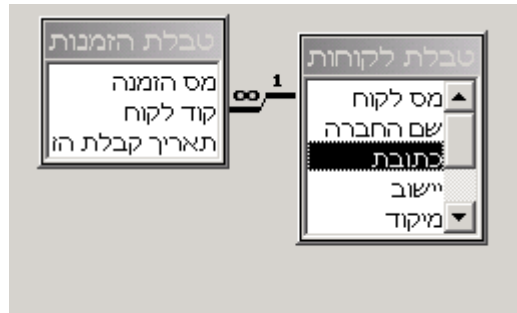 טבלת לקוחות
מס לקוח
שם החברה
כתובת
יישוב
מיקוד
1
∞
טבלת הזמנות
מס הזמנה
קוד לקוח
תאריך קבלת הז